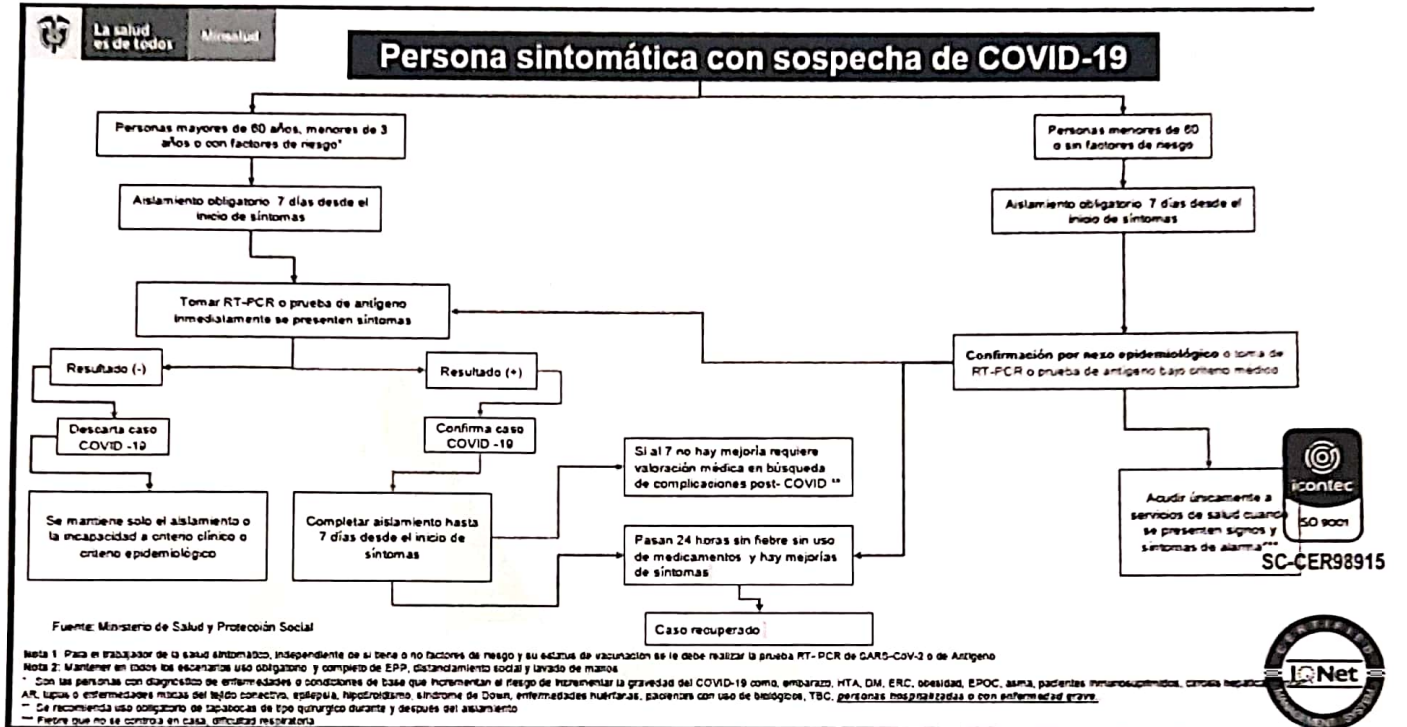 La salud
es de todos
Minsalud
Persona sintomática con sospecha de COVID-19
Personas mayores de 60 años, menores de 3
años o con factores de riesgo*
Personas menores de 60
o sin factores de riesgo
Aislamiento obligatorio 7 días desde el
inicio de síntomas
Aislamiento obligatorio 7 días desde el
inicio de síntomas
Tomar RT-PCR o prueba de antígeno
inmediatamente se presenten síntomas
Confirmación por nexo epidemiológico o toma de
RT-PCR o prueba de antígeno bajo criterio médico
Resultado (-)
Resultado (+)
Descarta caso
COVID -19
Confirma caso
COVID -19
Si al 7 no hay mejoría requiere
valoración médica en búsqueda
de complicaciones post- COVID **
Se mantiene solo el aislamiento o
la incapacidad a criterio clínico o
criterio epidemiológico
Completar aislamiento hasta
7 días desde el inicio de
síntomas
Pasan 24 horas sin fiebre sin uso
de medicamentos y hay mejorías
de síntomas
Acudir únicamente a
servicios de salud cuando
se presenten signos y
síntomas de alarma***
icontec
ISO 9001
SC-CER98915
Caso recuperado
Fuente: Ministerio de Salud y Protección Social
Nota 1: Para el trabajador de la salud sintomático, independiente de si tiene o no factores de riesgo y su estatus de vacunación se le debe realizar la prueba RT- PCR de SARS-CoV-2 o de Antígeno
Nota 2: Mantener en todos los escenarios uso obligatorio y completo de EPP, distanciamiento social y lavado de manos
* Son las personas con diagnóstico de enfermedades o condiciones de base que incrementan el riesgo de incrementar la gravedad del COVID-19 como, embarazo, HTA, DM, ERC, obesidad, EPOC, asma, pacientes inmunosuprimidos, cirrosis
AR, lupus o enfermedades mixtas del tejido conectivo, epilepsia, hipotiroidismo, síndrome de Down, enfermedades huérfanas, pacientes con uso de biológicos, TBC, personas hospitalizadas o con enfermedad grave.
** Se recomienda uso obligatorio de tapabocas de tipo quirúrgico durante y después del aislamiento
*** Fiebre que no se controla en casa, dificultad respiratoria
CERTIFIED
IQNet
MANAGEMENT SYSTEM